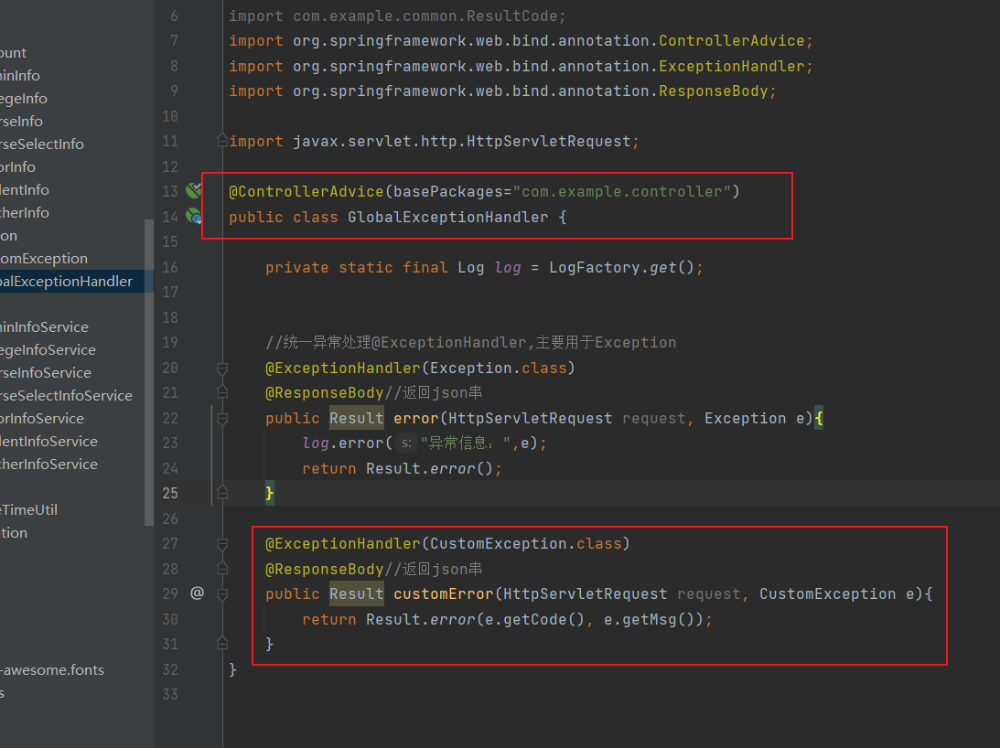 ount
ninInfo
egeInfo
rseInfo
rseSelectInfo
orInfo
lentInfo
cherInfo
on
omException
balExceptionHandler
ninInfoService
egeInfoService
rseInfoService
rseSelectInfoService
orInfoService
lentInfoService
cherInfoService
eTimeUtil
tion
-awesome.fonts
s
6 import com.example.common.ResultCode;
7 import org.springframework.web.bind.annotation.ControllerAdvice;
8 import org.springframework.web.bind.annotation.ExceptionHandler;
9 import org.springframework.web.bind.annotation.ResponseBody;
10
11 import javax.servlet.http.HttpServletRequest;
12
13 @ControllerAdvice(basePackages="com.example.controller")
14 public class GlobalExceptionHandler {
15
16 private static final Log log = LogFactory.get();
17
18
19 //统一异常处理@ExceptionHandler,主要用于Exception
20 @ExceptionHandler(Exception.class)
21 @ResponseBody//返回json串
22 public Result error(HttpServletRequest request, Exception e){
23 log.error( s: "异常信息：",e);
24 return Result.error();
25 }
26
27 @ExceptionHandler(CustomException.class)
28 @ResponseBody//返回json串
29 @ public Result customError(HttpServletRequest request, CustomException e){
30 return Result.error(e.getCode(), e.getMsg());
31 }
32 }
33